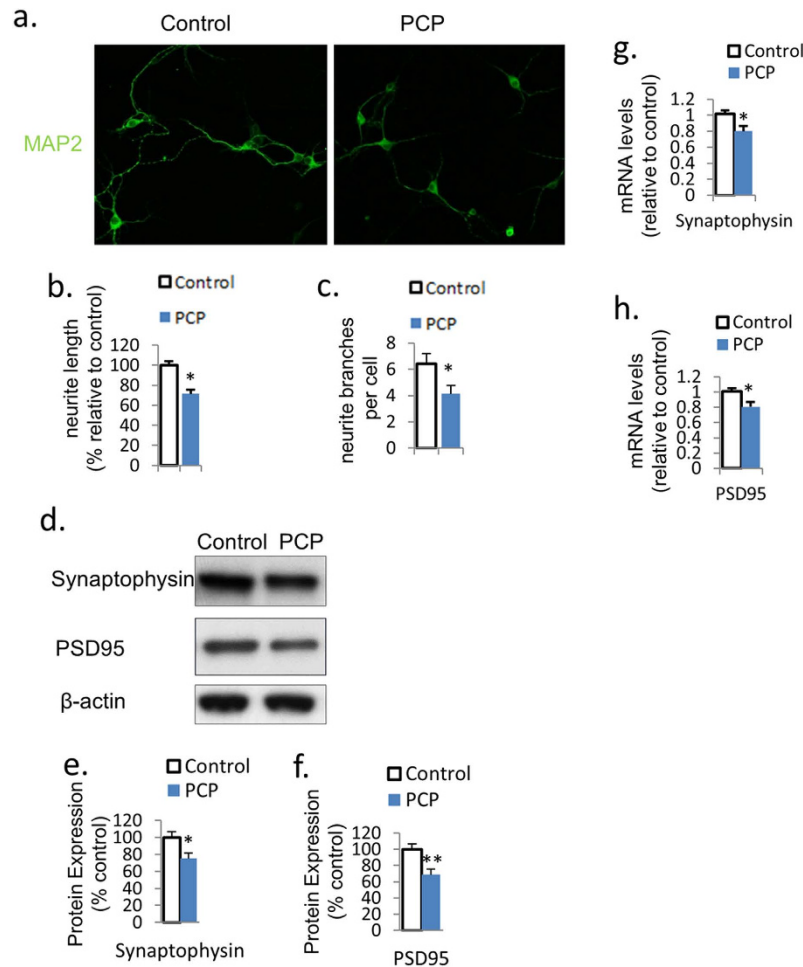 a.
Control
PCP
MAP2
b.
Control
PCP
neurite length
(% relative to control)
120
100
80
60
40
20
0
*
c.
Control
PCP
neurite branches
per cell
8
6
4
2
0
*
d.
Control PCP
Synaptophysin
PSD95
β-actin
e.
Control
PCP
Protein Expression
(% control)
120
100
80
60
40
20
0
*
Synaptophysin
f.
Control
PCP
Protein Expression
(% control)
120
100
80
60
40
20
0
**
PSD95
g.
Control
PCP
mRNA levels
(relative to control)
1.2
1
0.8
0.6
0.4
0.2
0
*
Synaptophysin
h.
Control
PCP
mRNA levels
(relative to control)
1.2
1
0.8
0.6
0.4
0.2
0
*
PSD95